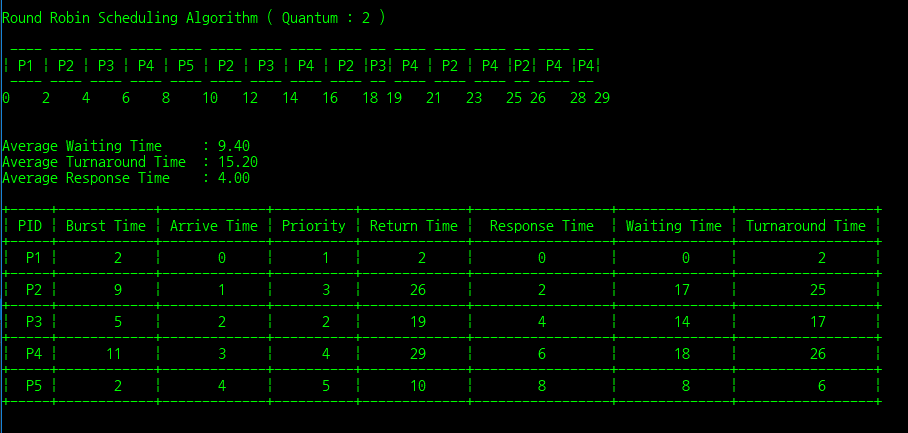 Round Robin Scheduling Algorithm ( Quantum : 2 )
| P1 | P2 | P3 | P4 | P5 | P2 | P3 | P4 | P2 |P3| P4 | P2 | P4 |P2| P4 |P4|
0 2 4 6 8 10 12 14 16 18 19 21 23 25 26 28 29
Average Waiting Time : 9.40
Average Turnaround Time : 15.20
Average Response Time : 4.00
| PID | Burst Time | Arrive Time | Priority | Return Time | Response Time | Waiting Time | Turnaround Time |
| P1 | 2 | 0 | 1 | 2 | 0 | 0 | 2 |
| P2 | 9 | 1 | 3 | 26 | 2 | 17 | 25 |
| P3 | 5 | 2 | 2 | 19 | 4 | 14 | 17 |
| P4 | 11 | 3 | 4 | 29 | 6 | 18 | 26 |
| P5 | 2 | 4 | 5 | 10 | 8 | 8 | 6 |